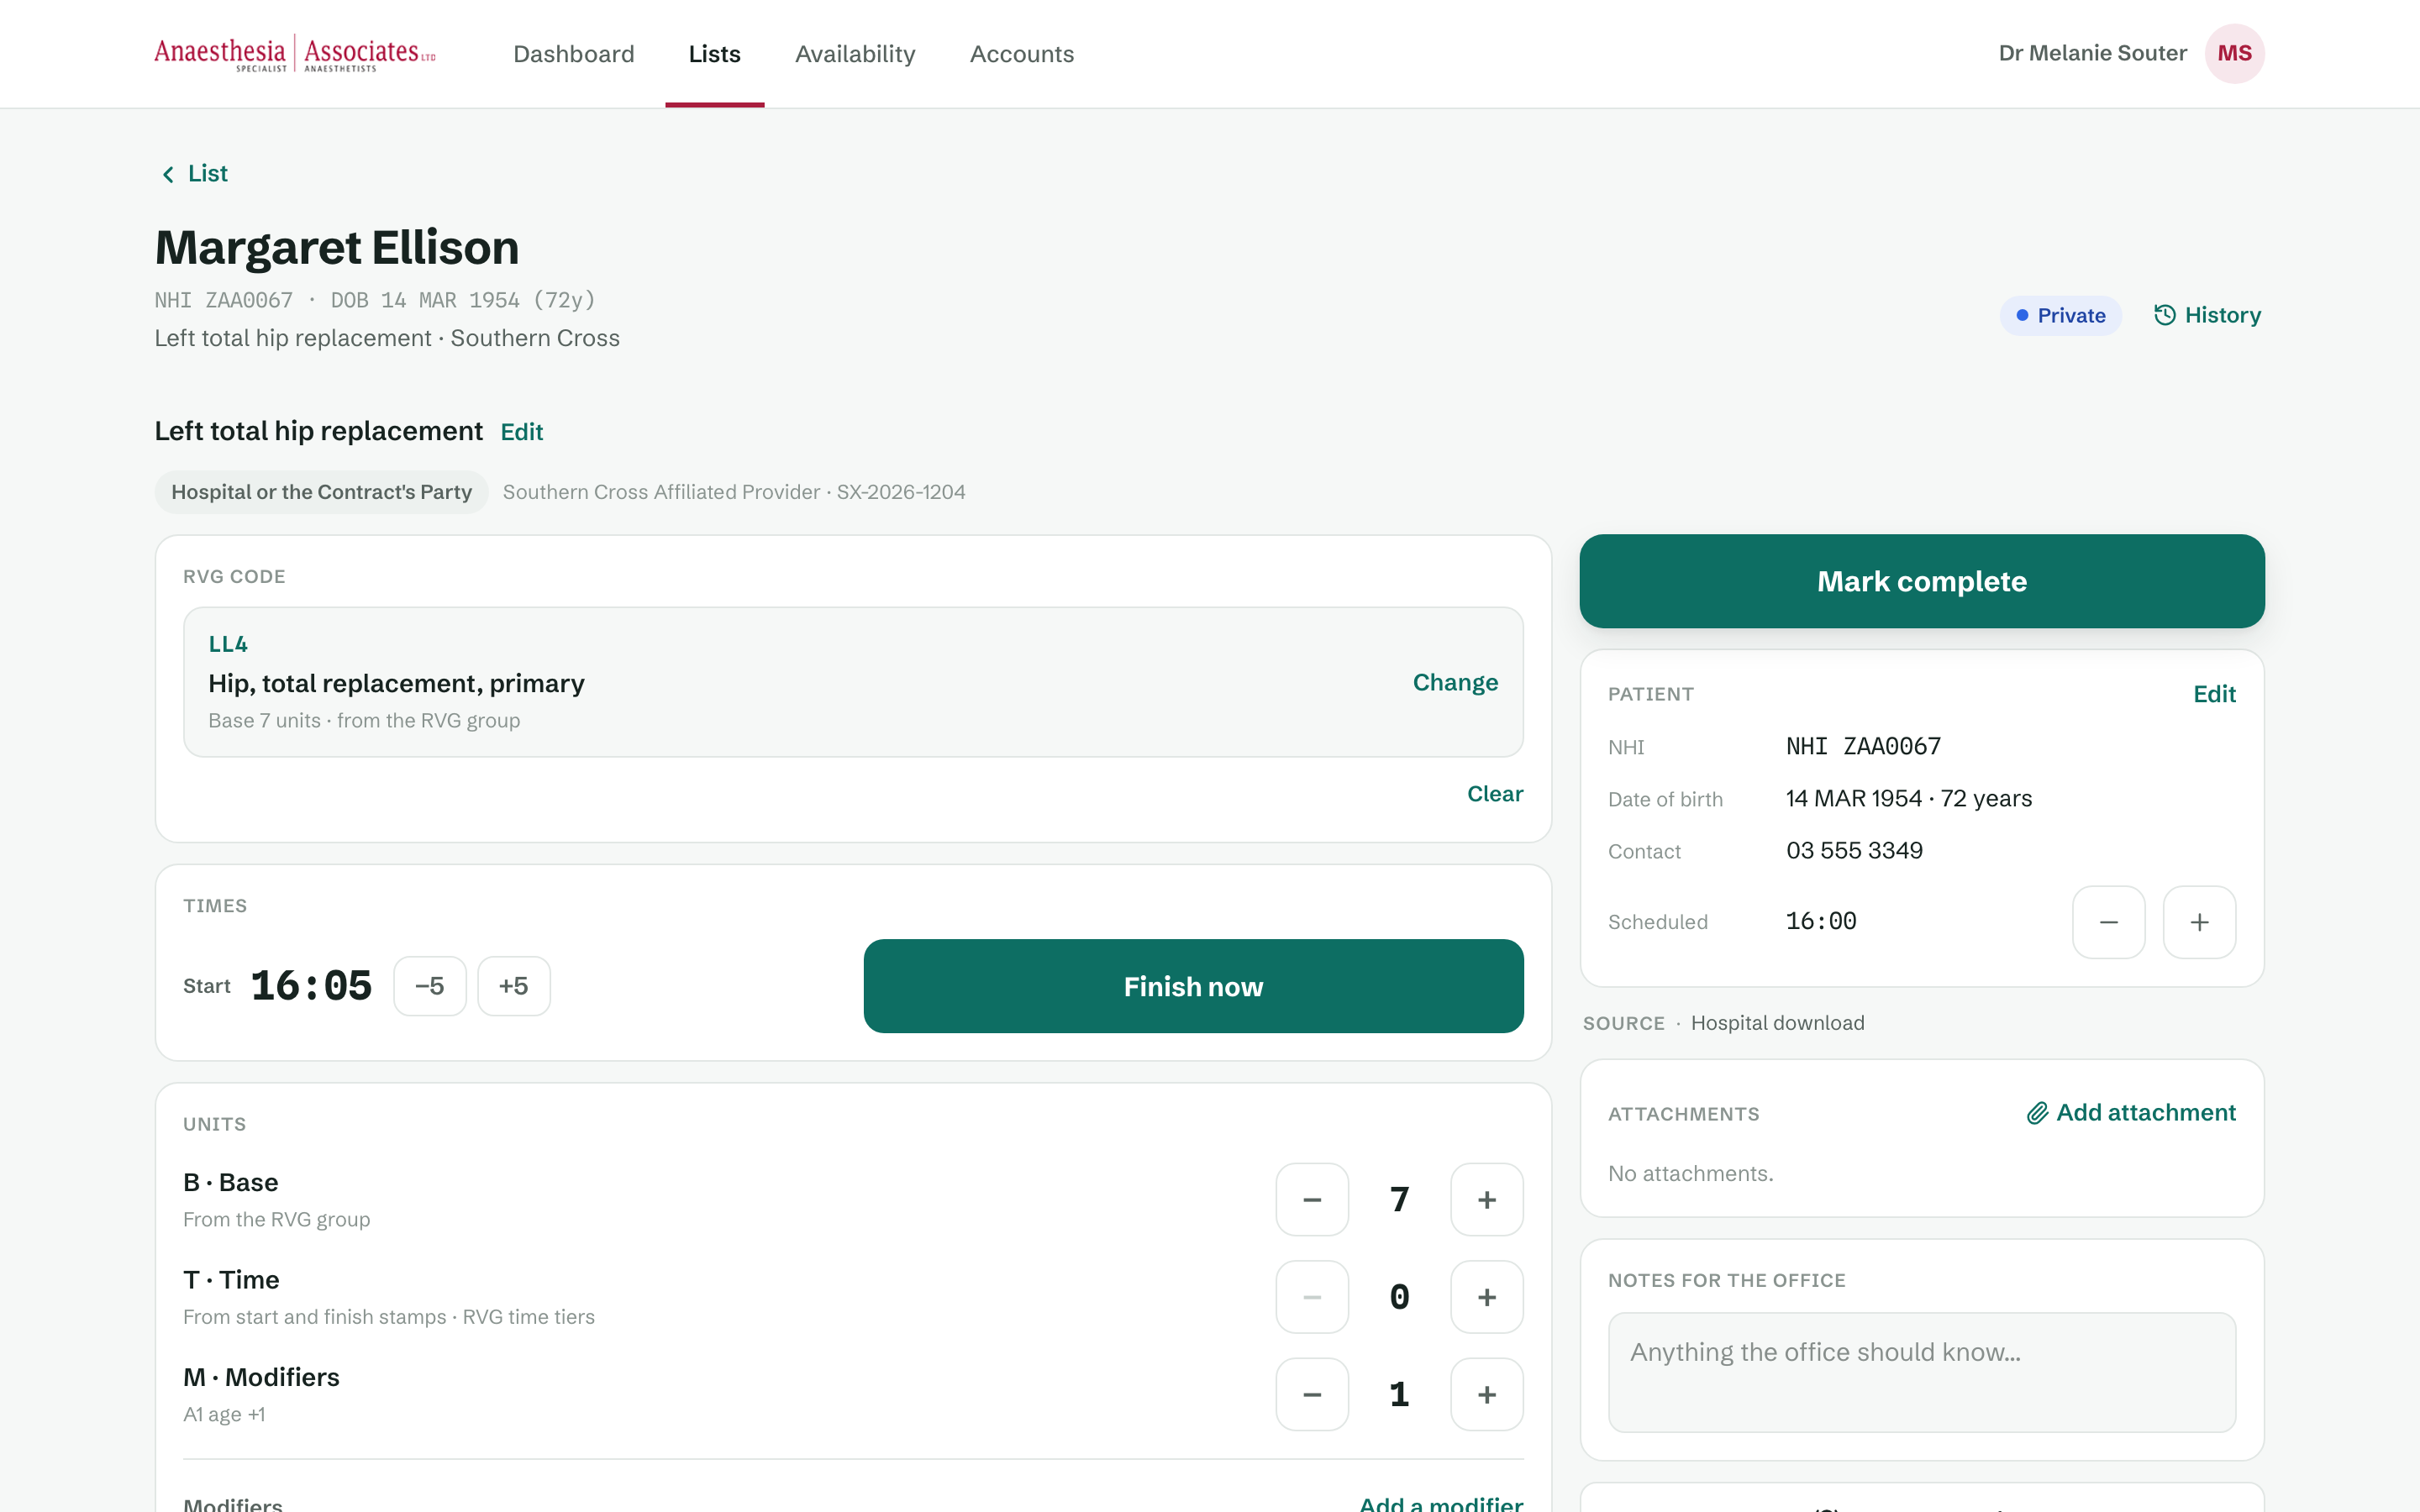 Anaesthesia | Associates LTD
SPECIALIST ANAESTHETISTS
Dashboard
Lists
Availability
Accounts
Dr Melanie Souter
MS
List
Margaret Ellison
NHI ZAA0067 · DOB 14 MAR 1954 (72y)
Left total hip replacement · Southern Cross
Private
History
Left total hip replacement
Edit
Hospital or the Contract's Party
Southern Cross Affiliated Provider · SX-2026-1204
RVG CODE
LL4
Hip, total replacement, primary
Base 7 units · from the RVG group
Change
Clear
TIMES
Start
16:05
−5
+5
Finish now
UNITS
B · Base
From the RVG group
−
7
+
T · Time
From start and finish stamps · RVG time tiers
−
0
+
M · Modifiers
A1 age +1
−
1
+
Modifiers
Add a modifier
Mark complete
PATIENT
Edit
NHI
NHI ZAA0067
Date of birth
14 MAR 1954 · 72 years
Contact
03 555 3349
Scheduled
16:00
−
+
SOURCE · Hospital download
ATTACHMENTS
Add attachment
No attachments.
NOTES FOR THE OFFICE
Anything the office should know...